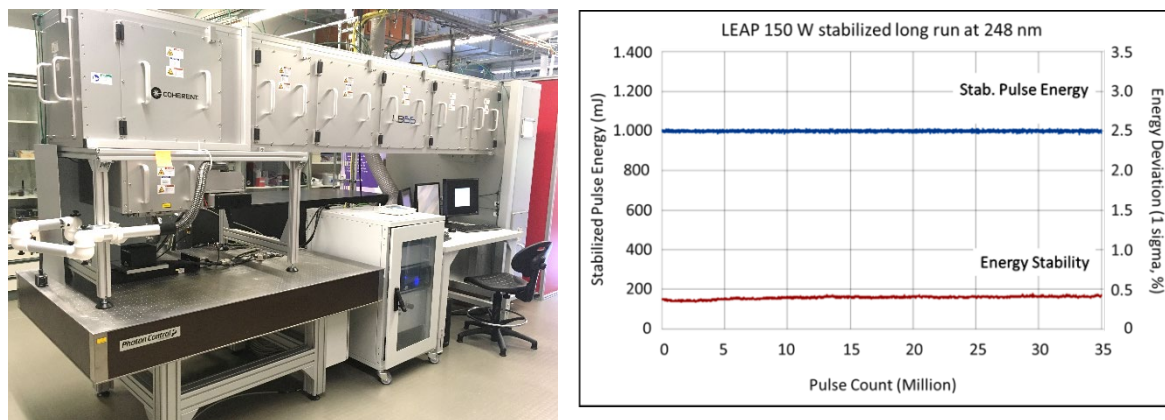 COHERENT
Photon Control
LEAP 150 W stabilized long run at 248 nm
Stabilized Pulse Energy (mJ)
1.400
1.200
1.000
800
600
400
200
0
Stab. Pulse Energy
Energy Stability
3.5
3.0
2.5
2.0
1.5
1.0
0.5
0
Energy Deviation (1 sigma, %)
0 5 10 15 20 25 30 35
Pulse Count (Million)